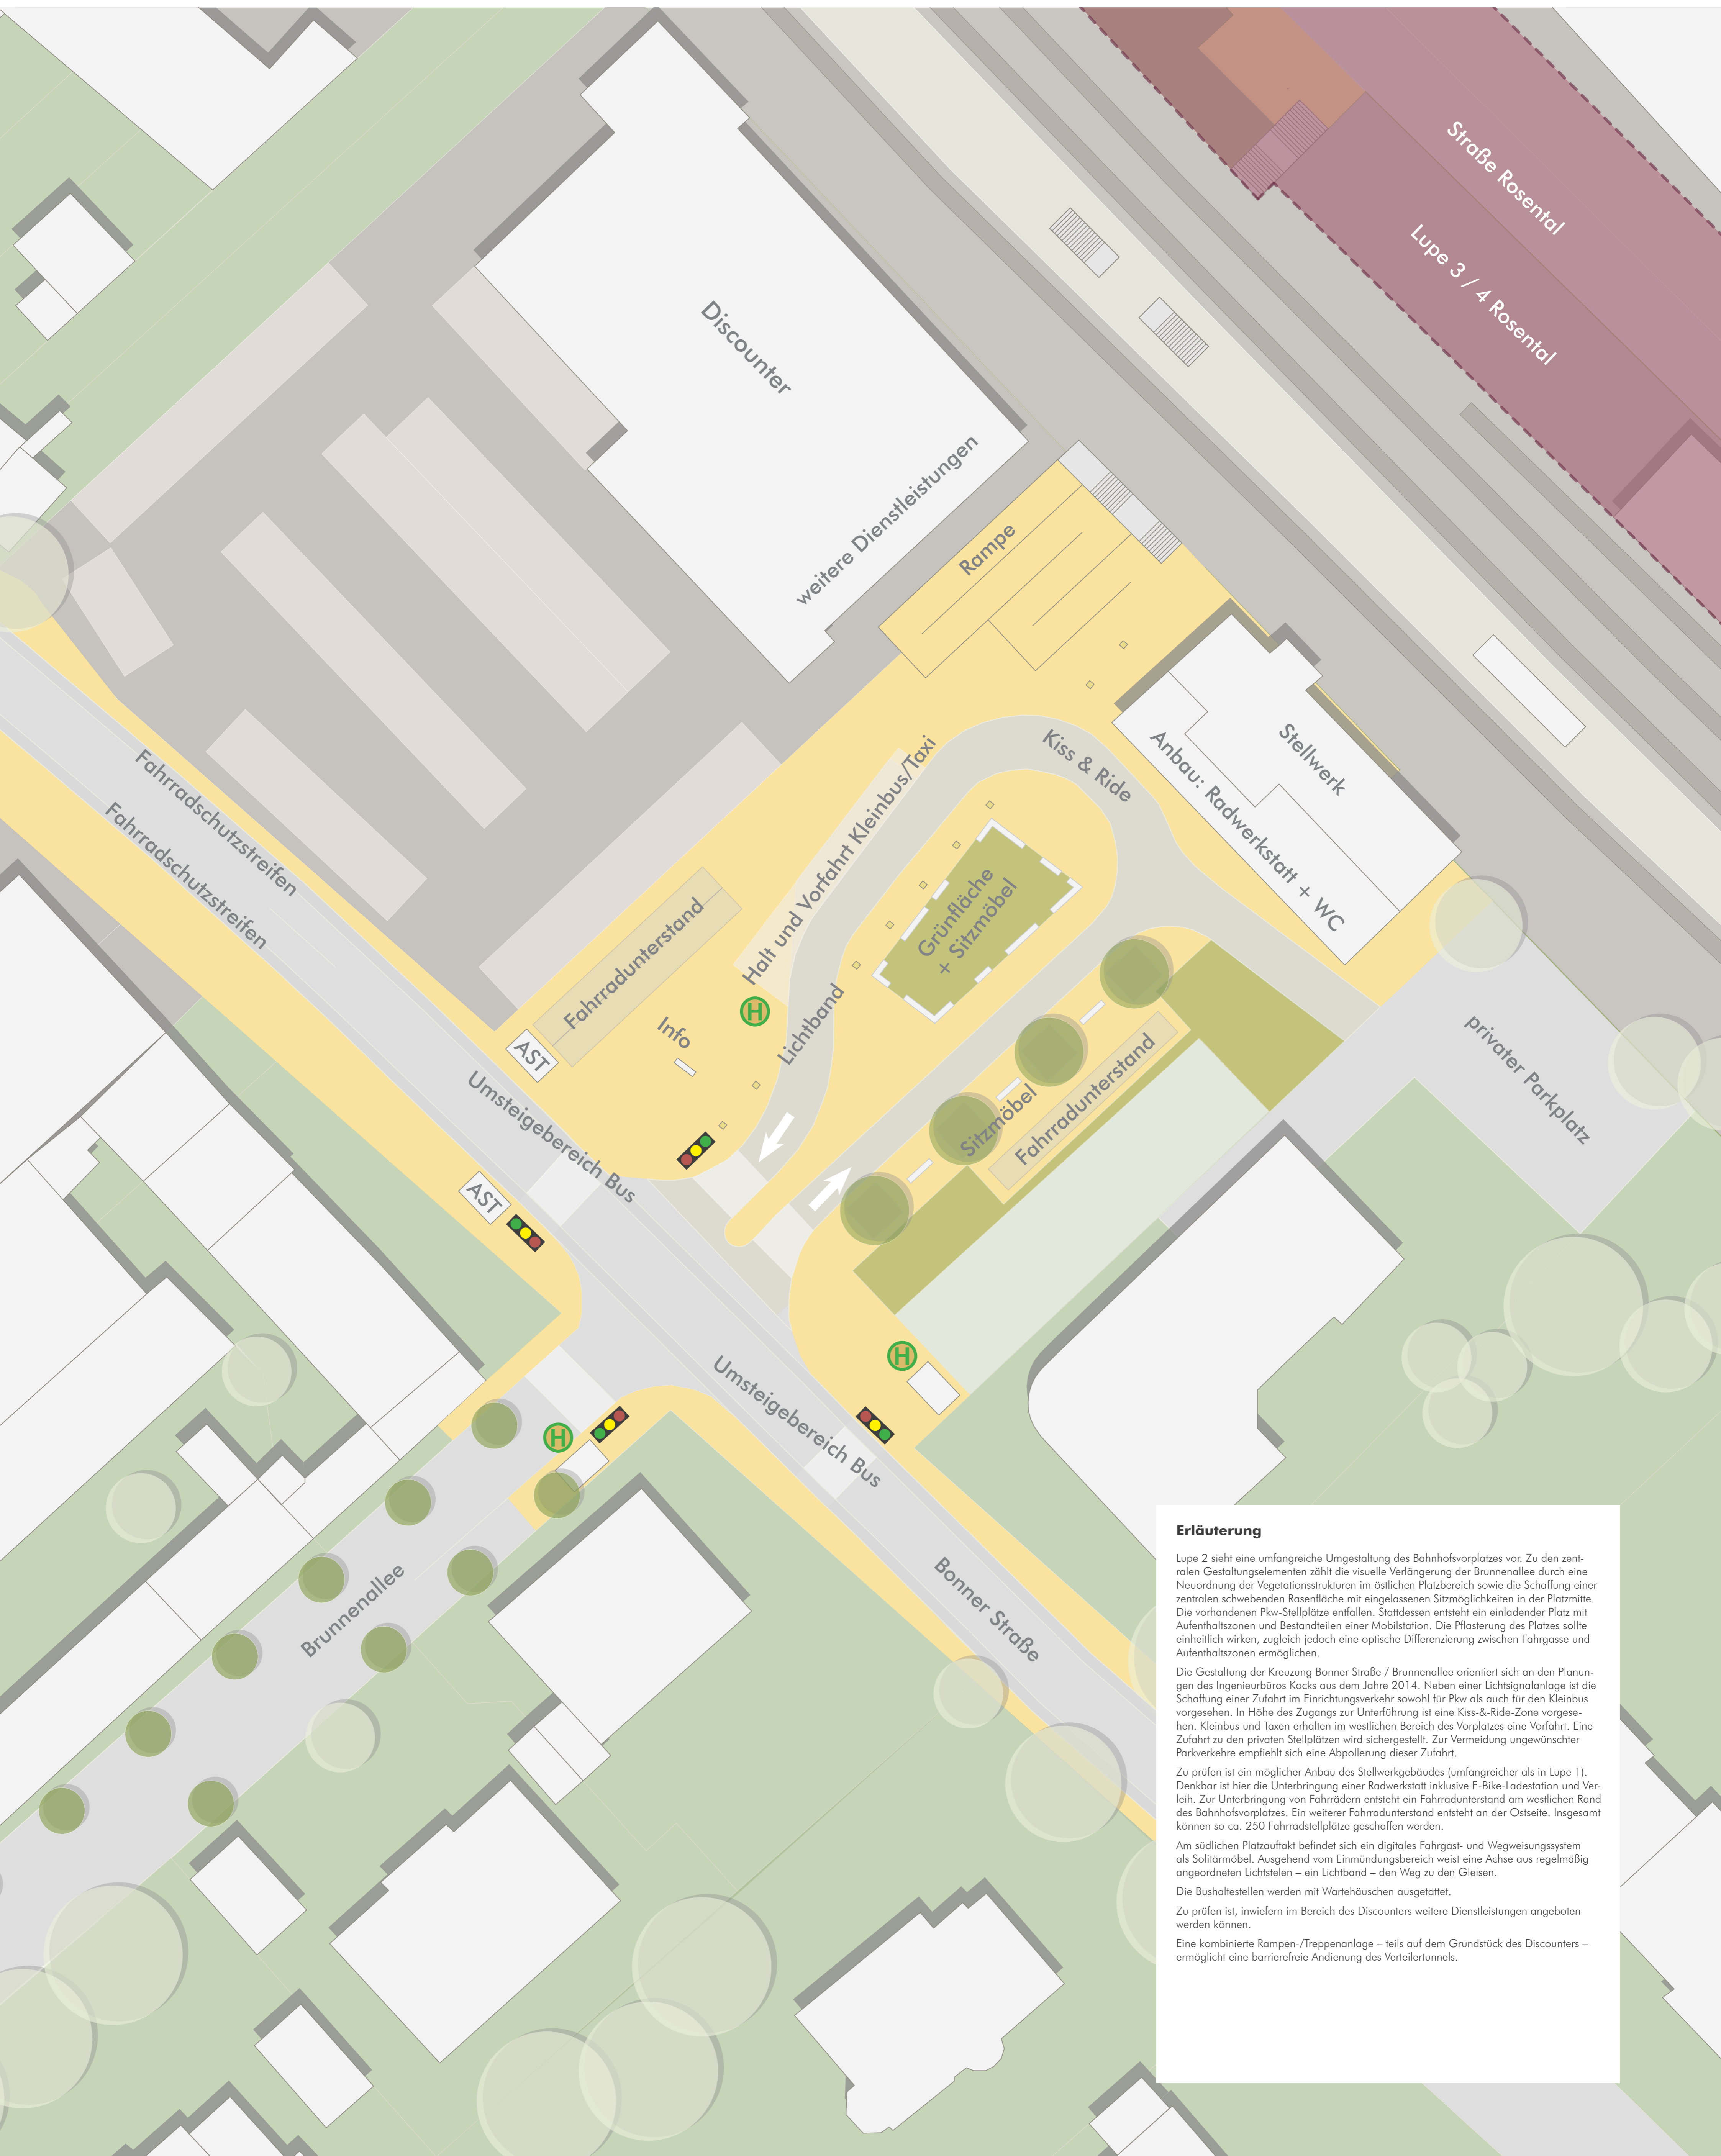 Straße Rosental
Lupe 3 / 4 Rosental
Discounter
weitere Dienstleistungen
Rampe
Stellwerk
Anbau: Radwerkstatt + WC
Kiss & Ride
Halt und Vorfahrt Kleinbus/Taxi
Fahrradschutzstreifen
Fahrradschutzstreifen
Grünfläche
+ Sitzmöbel
Fahrradunterstand
Info
H
Lichtband
AST
Umsteigebereich Bus
privater Parkplatz
Sitzmöbel
Fahrradunterstand
AST
H
H
Umsteigebereich Bus
Brunnenallee
Bonner Straße
Erläuterung
Lupe 2 sieht eine umfangreiche Umgestaltung des Bahnhofsvorplatzes vor. Zu den zent-
ralen Gestaltungselementen zählt die visuelle Verlängerung der Brunnenallee durch eine
Neuordnung der Vegetationsstrukturen im östlichen Platzbereich sowie die Schaffung einer
zentralen schwebenden Rasenfläche mit eingelassenen Sitzmöglichkeiten in der Platzmitte.
Die vorhandenen Pkw-Stellplätze entfallen. Stattdessen entsteht ein einladender Platz mit
Aufenthaltszonen und Bestandteilen einer Mobilstation. Die Pflasterung des Platzes sollte
einheitlich wirken, zugleich jedoch eine optische Differenzierung zwischen Fahrgasse und
Aufenthaltszonen ermöglichen.
Die Gestaltung der Kreuzung Bonner Straße / Brunnenallee orientiert sich an den Planun-
gen des Ingenieurbüros Kocks aus dem Jahre 2014. Neben einer Lichtsignalanlage ist die
Schaffung einer Zufahrt im Einrichtungsverkehr sowohl für Pkw als auch für den Kleinbus
vorgesehen. In Höhe des Zugangs zur Unterführung ist eine Kiss-&-Ride-Zone vorgese-
hen. Kleinbus und Taxen erhalten im westlichen Bereich des Vorplatzes eine Vorfahrt. Eine
Zufahrt zu den privaten Stellplätzen wird sichergestellt. Zur Vermeidung ungewünschter
Parkverkehre empfiehlt sich eine Abpollerung dieser Zufahrt.
Zu prüfen ist ein möglicher Anbau des Stellwerkgebäudes (umfangreicher als in Lupe 1).
Denkbar ist hier die Unterbringung einer Radwerkstatt inklusive E-Bike-Ladestation und Ver-
leih. Zur Unterbringung von Fahrrädern entsteht ein Fahrradunterstand am westlichen Rand
des Bahnhofsvorplatzes. Ein weiterer Fahrradunterstand entsteht an der Ostseite. Insgesamt
können so ca. 250 Fahrradstellplätze geschaffen werden.
Am südlichen Platzauftakt befindet sich ein digitales Fahrgast- und Wegweisungssystem
als Solitärmöbel. Ausgehend vom Einmündungsbereich weist eine Achse aus regelmäßig
angeordneten Lichtstelen – ein Lichtband – den Weg zu den Gleisen.
Die Bushaltestellen werden mit Wartehäuschen ausgetattet.
Zu prüfen ist, inwiefern im Bereich des Discounters weitere Dienstleistungen angeboten
werden können.
Eine kombinierte Rampen-/Treppenanlage – teils auf dem Grundstück des Discounters –
ermöglicht eine barrierefreie Andienung des Verteilertunnels.